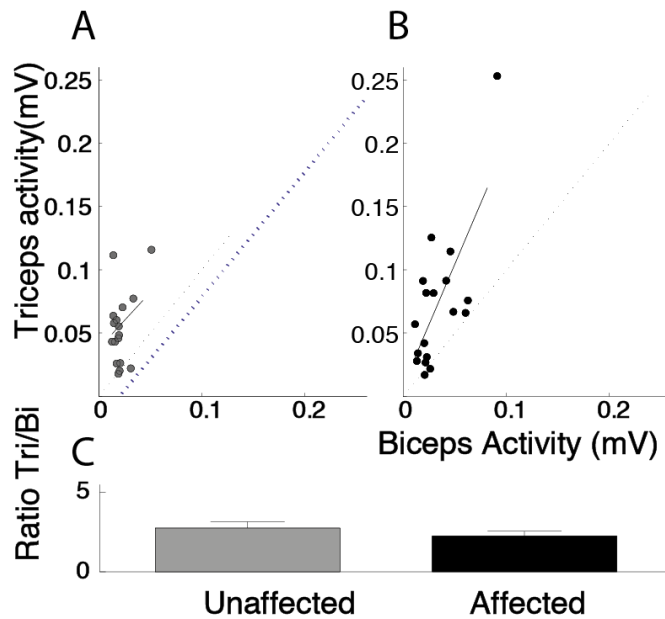 A B
Triceps activity(mV)
0.25
0.2
0.15
0.1
0.05
0 0.1 0.2
0.25
0.2
0.15
0.1
0.05
0 0.1 0.2
Biceps Activity (mV)
C
Ratio Tri/Bi
5
0
Unaffected Affected